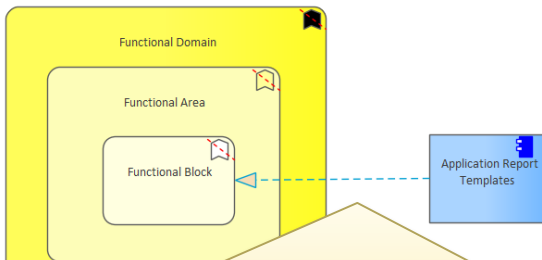 Functional Domain
Functional Area
Functional Block
Application Report
Templates